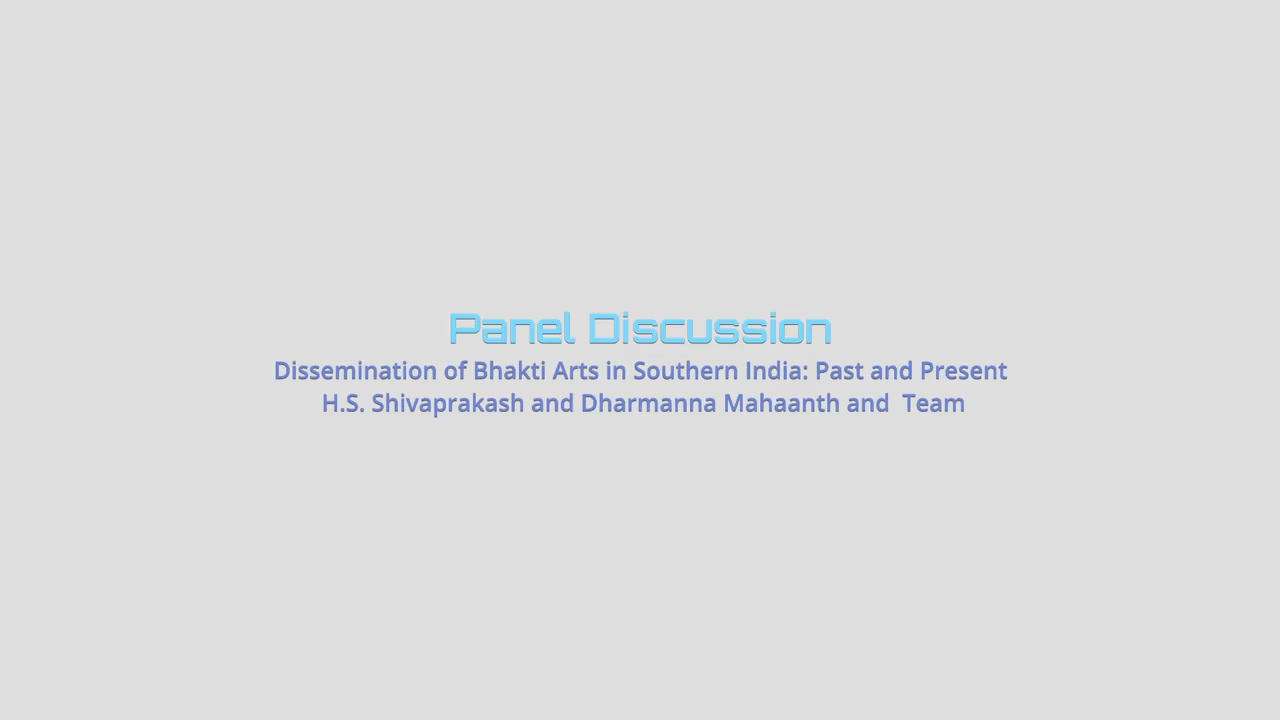 Panel Discussion
Dissemination of Bhakti Arts in Southern India: Past and Present
H.S. Shivaprakash and Dharmanna Mahaanth and  Team